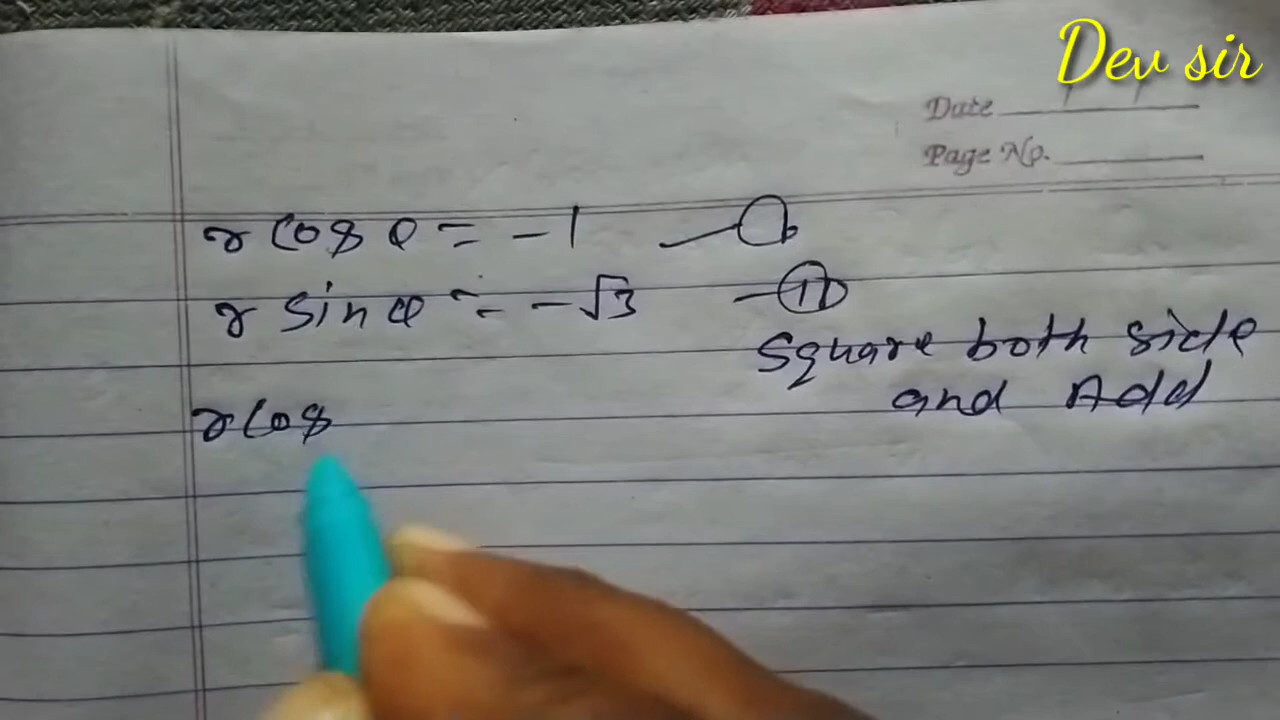 Dev sir
Date
Page No.
r cos θ = -1
r sin θ = -√3 — (II)
Square both side
and Add
r cos